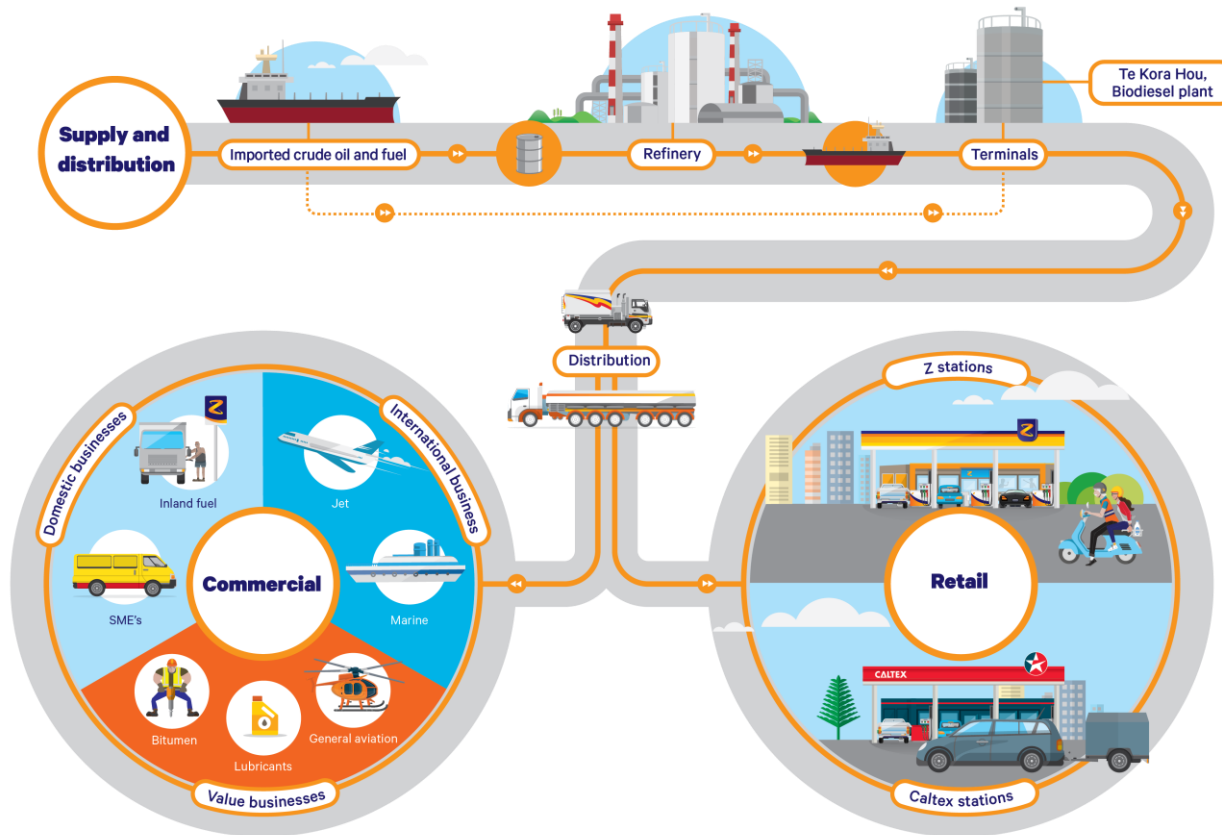 Supply and
distribution
Imported crude oil and fuel
Refinery
Terminals
Te Kora Hou,
Biodiesel plant
Distribution
Commercial
Domestic businesses
International business
Value businesses
Z
Inland fuel
Jet
SME's
Marine
Bitumen
Lubricants
General aviation
Retail
Z stations
Z
Z
CALTEX
Caltex stations